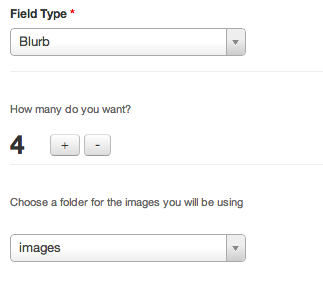 Field Type *
Blurb
How many do you want?
4 + -
Choose a folder for the images you will be using
images